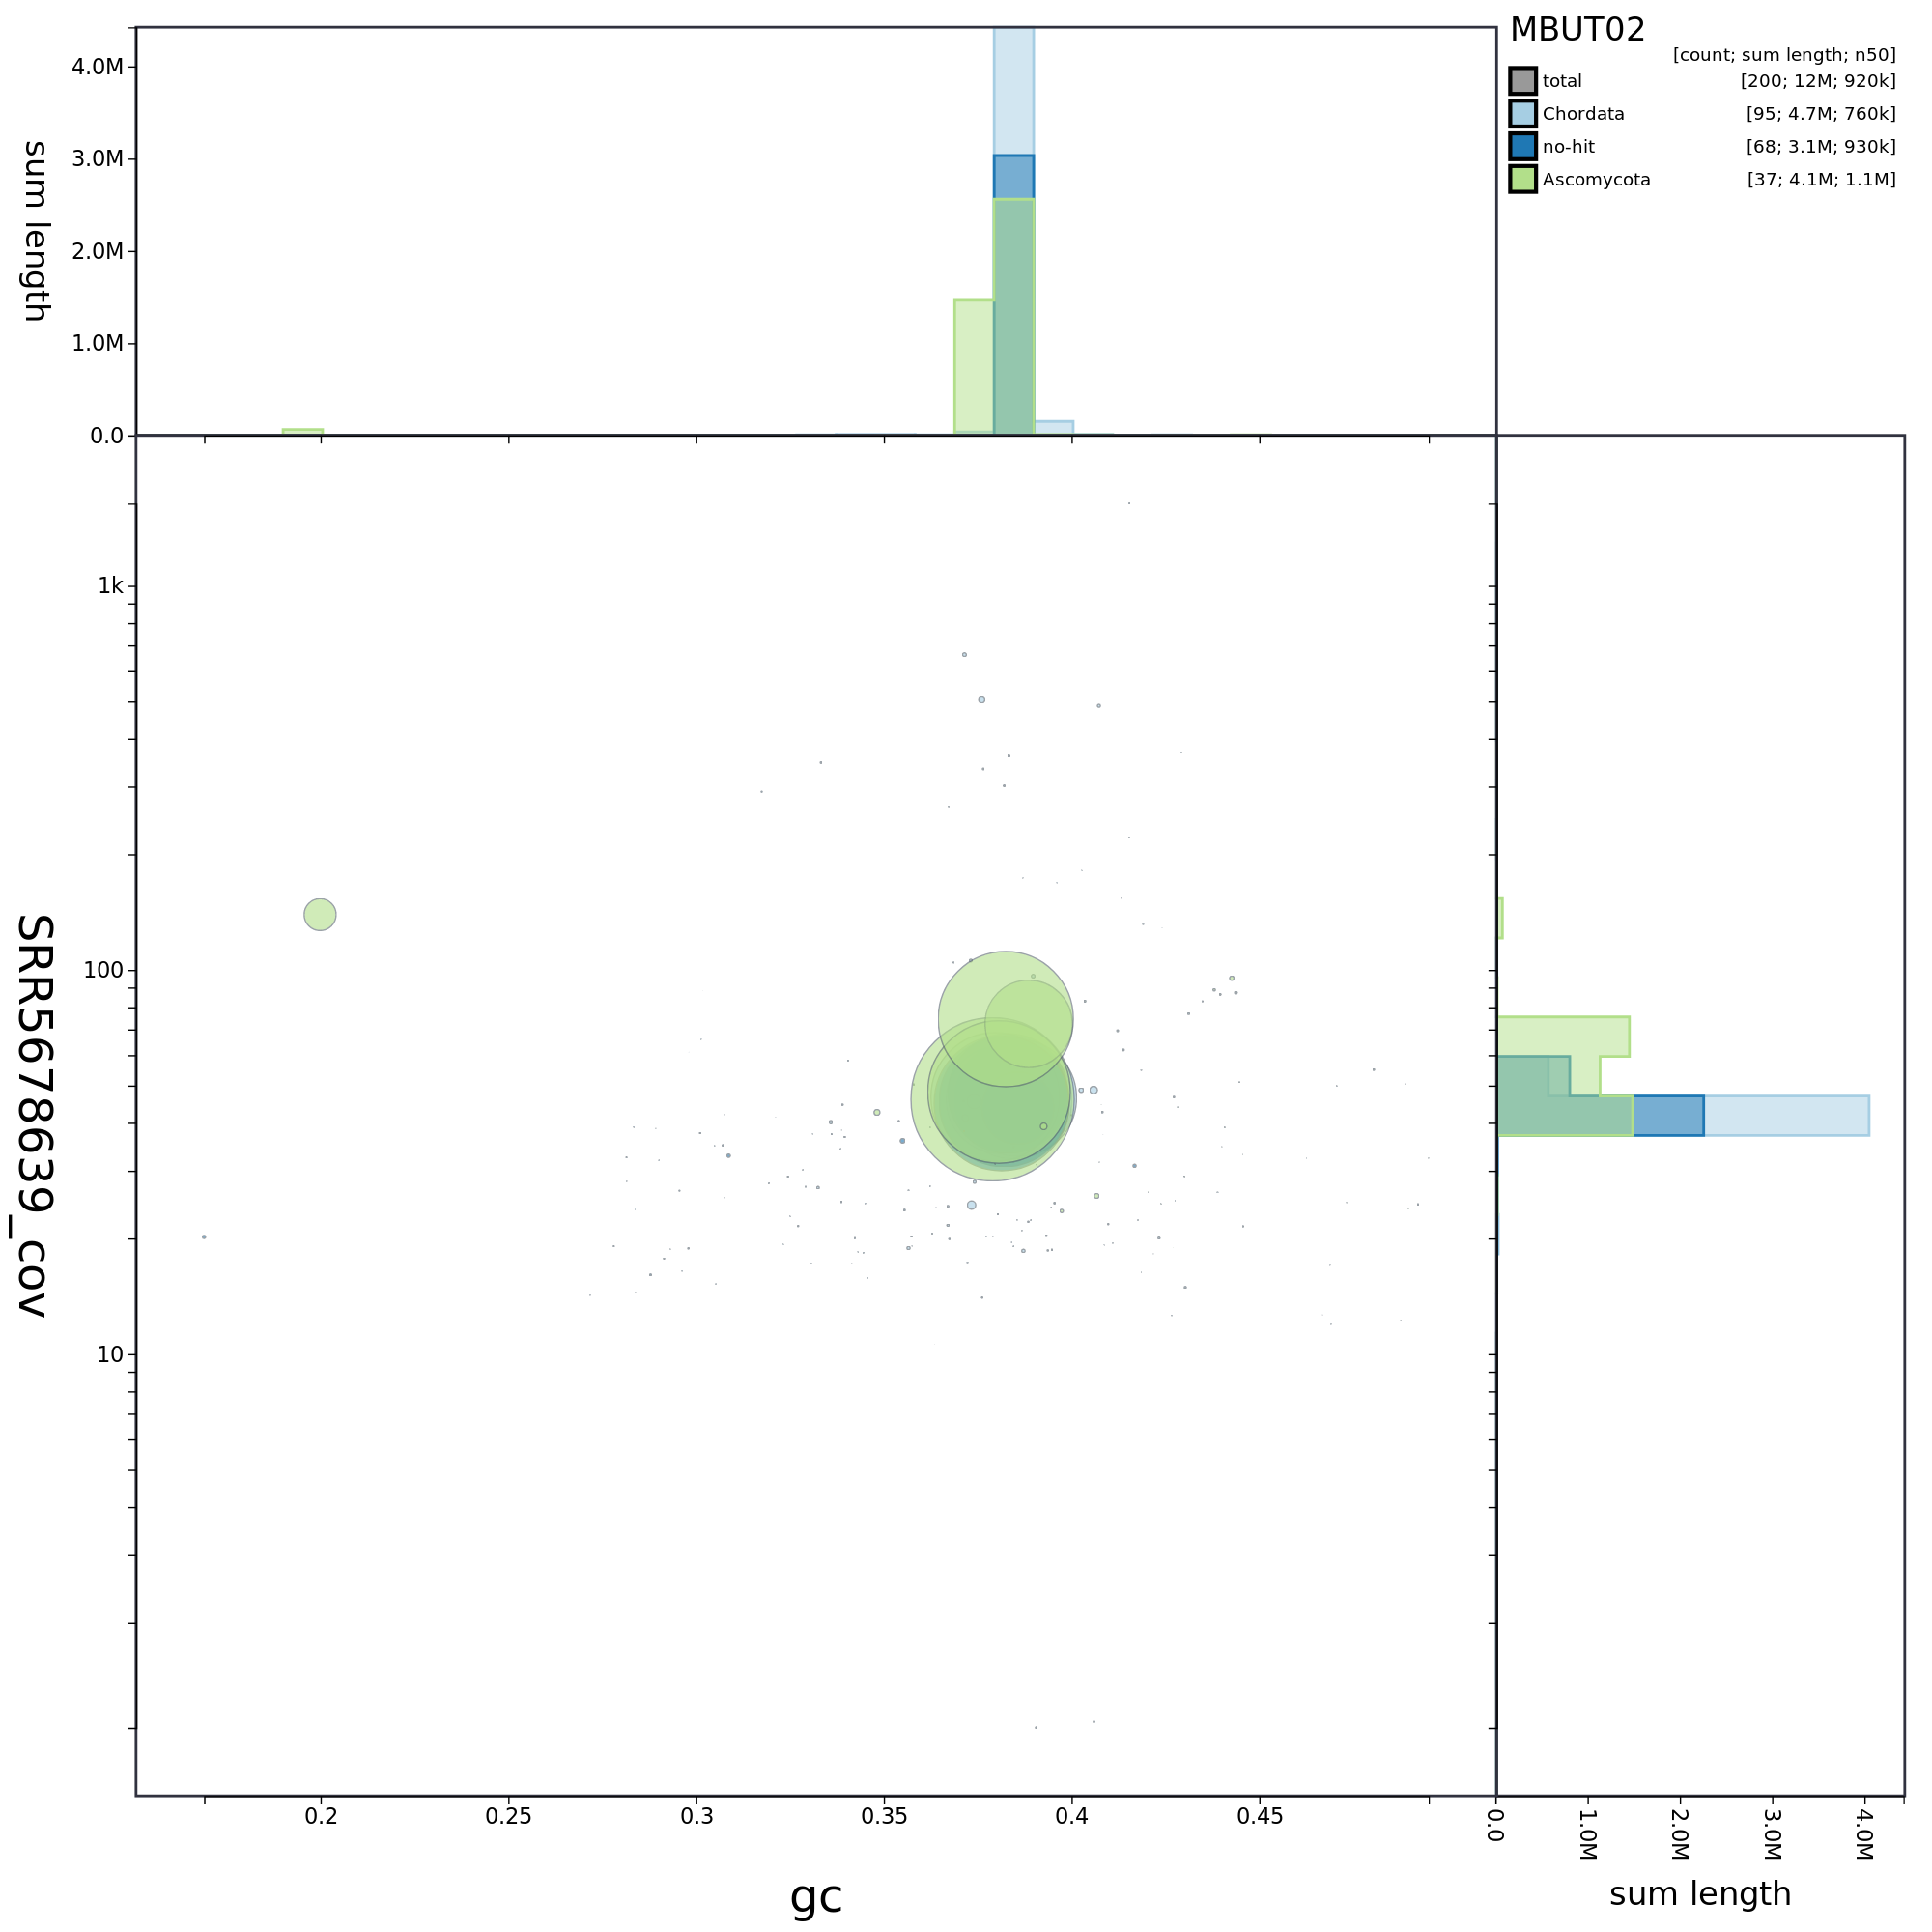 MBUT02
[count; sum length; n50]
total [200; 12M; 920k]
Chordata [95; 4.7M; 760k]
no-hit [68; 3.1M; 930k]
Ascomycota [37; 4.1M; 1.1M]
sum length
4.0M
3.0M
2.0M
1.0M
0.0
SRR5678639_cov
1k
100
10
0.2 0.25 0.3 0.35 0.4 0.45
gc
0.0 1.0M 2.0M 3.0M 4.0M
sum length